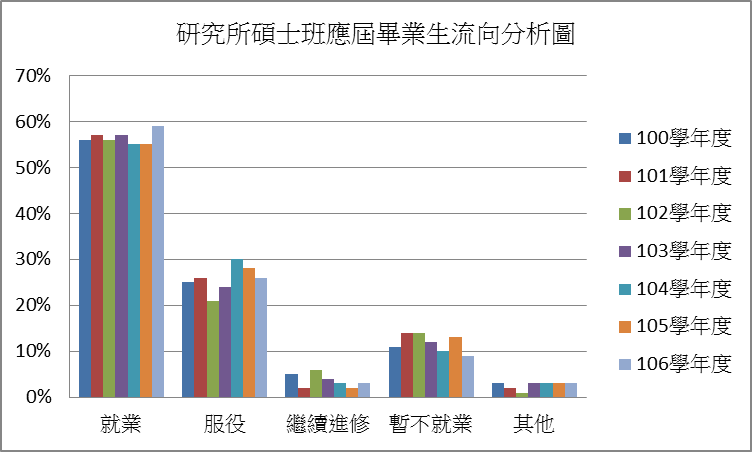 研究所碩士班應屆畢業生流向分析圖
70%
60%
50%
40%
30%
20%
10%
0%
就業 服役 繼續進修 暫不就業 其他
100學年度
101學年度
102學年度
103學年度
104學年度
105學年度
106學年度